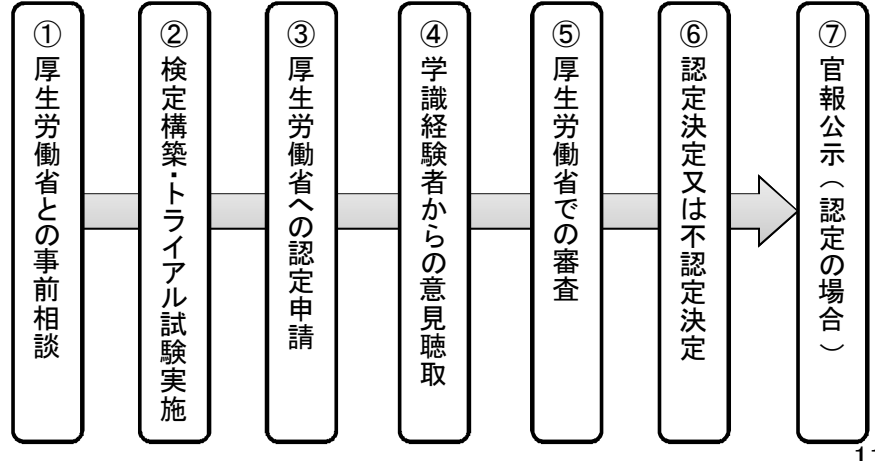 ①厚生労働省との事前相談
②検定構築・トライアル試験実施
③厚生労働省への認定申請
④学識経験者からの意見聴取
⑤厚生労働省での審査
⑥認定決定又は不認定決定
⑦官報公示（認定の場合）